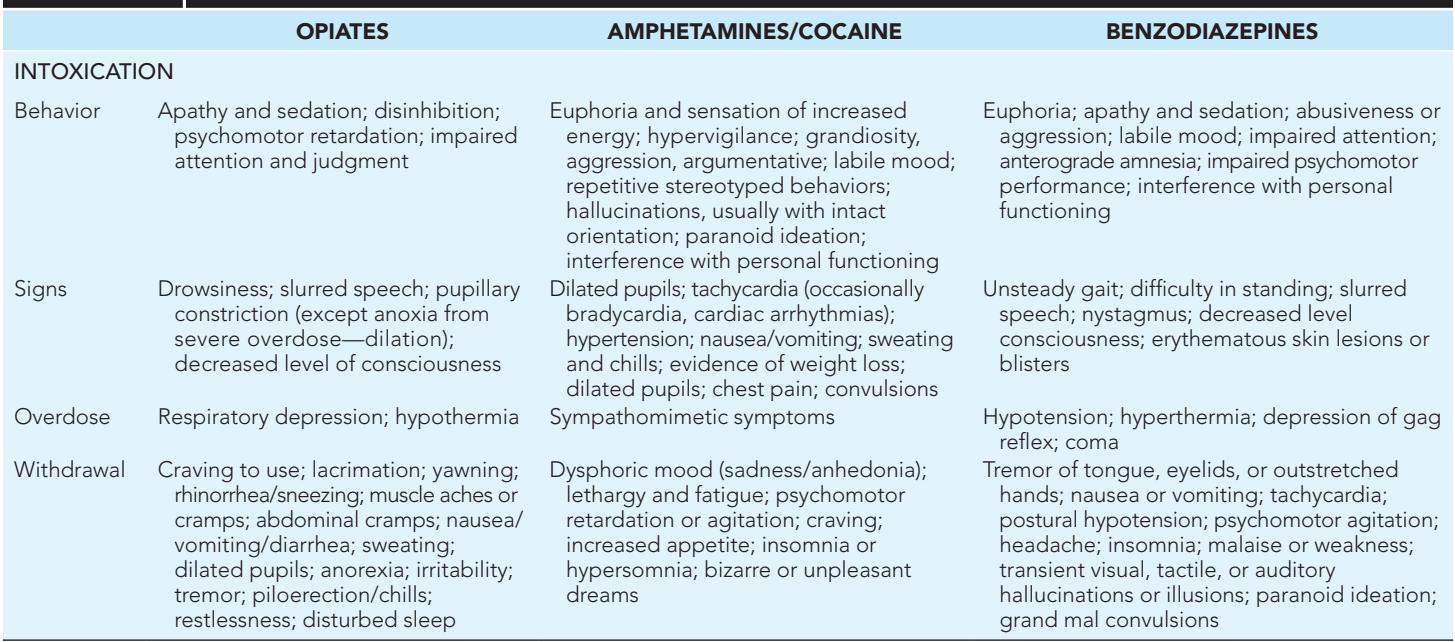 OPIATES AMPHETAMINES/COCAINE BENZODIAZEPINES
INTOXICATION
Behavior
Apathy and sedation; disinhibition;
psychomotor retardation; impaired
attention and judgment
Euphoria and sensation of increased
energy; hypervigilance; grandiosity,
aggression, argumentative; labile mood;
repetitive stereotyped behaviors;
hallucinations, usually with intact
orientation; paranoid ideation;
interference with personal functioning
Euphoria; apathy and sedation; abusiveness or
aggression; labile mood; impaired attention;
anterograde amnesia; impaired psychomotor
performance; interference with personal
functioning
Signs
Drowsiness; slurred speech; pupillary
constriction (except anoxia from
severe overdose—dilation);
decreased level of consciousness
Dilated pupils; tachycardia (occasionally
bradycardia, cardiac arrhythmias);
hypertension; nausea/vomiting; sweating
and chills; evidence of weight loss;
dilated pupils; chest pain; convulsions
Unsteady gait; difficulty in standing; slurred
speech; nystagmus; decreased level
consciousness; erythematous skin lesions or
blisters
Overdose
Respiratory depression; hypothermia
Sympathomimetic symptoms
Hypotension; hyperthermia; depression of gag
reflex; coma
Withdrawal
Craving to use; lacrimation; yawning;
rhinorrhea/sneezing; muscle aches or
cramps; abdominal cramps; nausea/
vomiting/diarrhea; sweating;
dilated pupils; anorexia; irritability;
tremor; piloerection/chills;
restlessness; disturbed sleep
Dysphoric mood (sadness/anhedonia);
lethargy and fatigue; psychomotor
retardation or agitation; craving;
increased appetite; insomnia or
hypersomnia; bizarre or unpleasant
dreams
Tremor of tongue, eyelids, or outstretched
hands; nausea or vomiting; tachycardia;
postural hypotension; psychomotor agitation;
headache; insomnia; malaise or weakness;
transient visual, tactile, or auditory
hallucinations or illusions; paranoid ideation;
grand mal convulsions